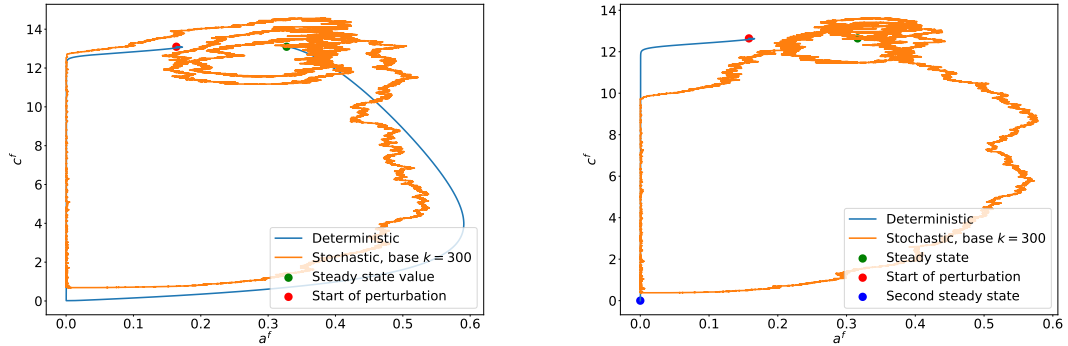 14
12
10
8
6
4
2
0
c^f
0.0 0.1 0.2 0.3 0.4 0.5 0.6
a^f
Deterministic
Stochastic, base k = 300
Steady state value
Start of perturbation
14
12
10
8
6
4
2
0
c^f
0.0 0.1 0.2 0.3 0.4 0.5 0.6
a^f
Deterministic
Stochastic, base k = 300
Steady state
Start of perturbation
Second steady state